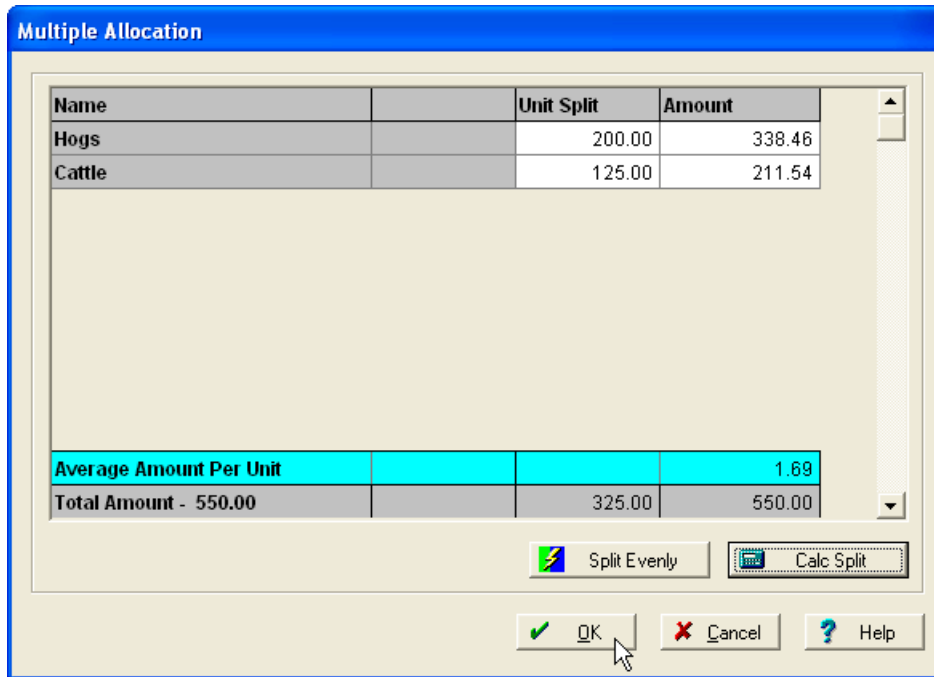 Multiple Allocation
Name Unit Split Amount
Hogs 200.00 338.46
Cattle 125.00 211.54
Average Amount Per Unit 1.69
Total Amount - 550.00 325.00 550.00
Split Evenly Calc Split
OK Cancel Help